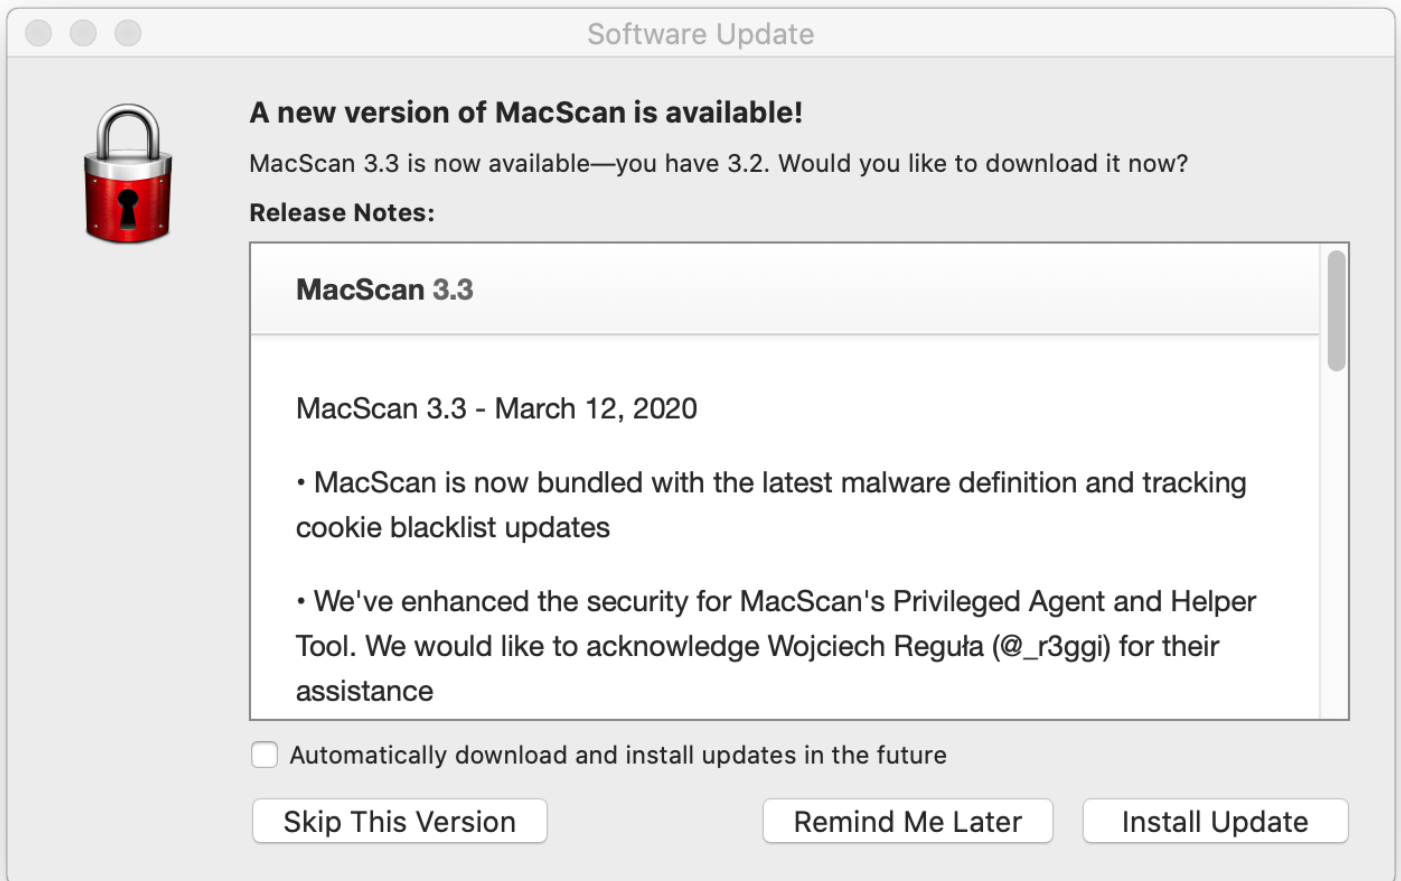 Software Update
A new version of MacScan is available!
MacScan 3.3 is now available—you have 3.2. Would you like to download it now?
Release Notes:
MacScan 3.3
MacScan 3.3 - March 12, 2020
• MacScan is now bundled with the latest malware definition and tracking
cookie blacklist updates
• We've enhanced the security for MacScan's Privileged Agent and Helper
Tool. We would like to acknowledge Wojciech Reguła (@_r3ggi) for their
assistance
Automatically download and install updates in the future
Skip This Version
Remind Me Later
Install Update